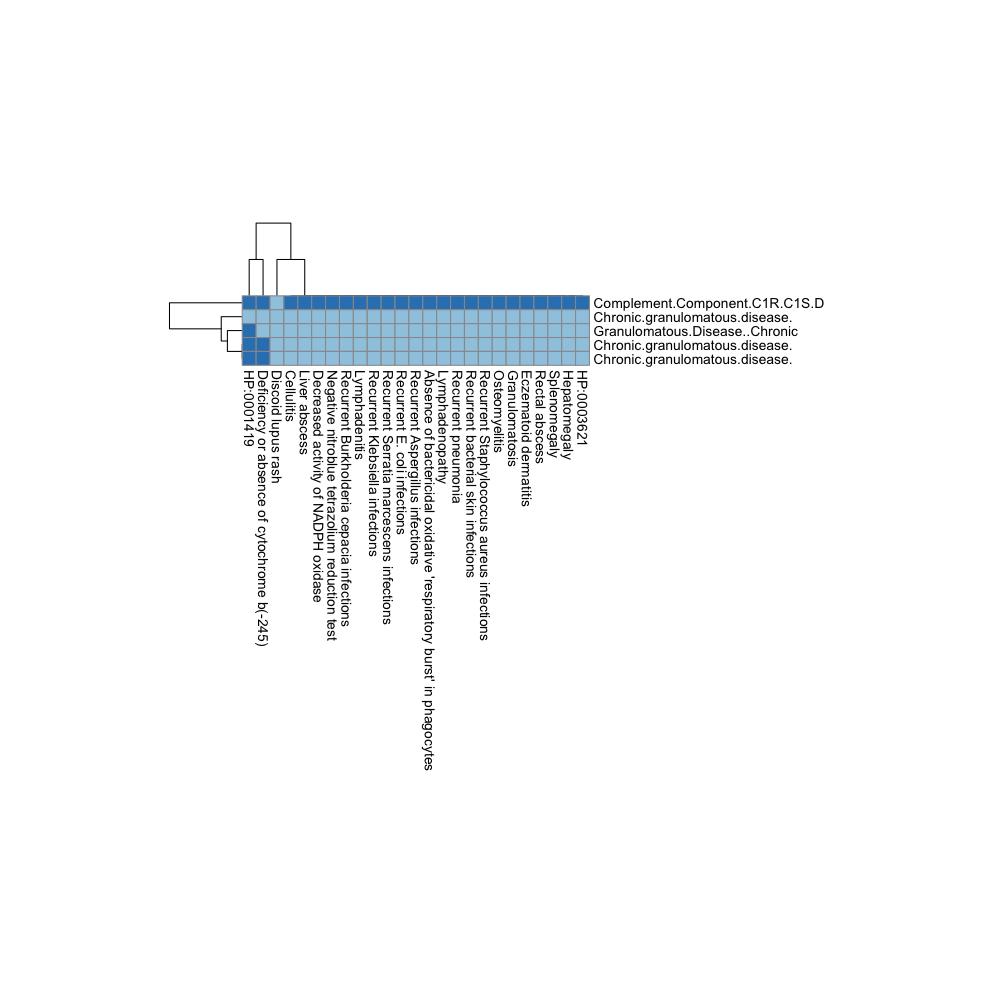 Complement.Component.C1R.C1S.D
Chronic.granulomatous.disease.
Granulomatous.Disease..Chronic
Chronic.granulomatous.disease.
Chronic.granulomatous.disease.
HP:0001419
Deficiency or absence of cytochrome b(-245)
Discoid lupus rash
Cellulitis
Liver abscess
Decreased activity of NADPH oxidase
Negative nitroblue tetrazolium reduction test
Recurrent Burkholderia cepacia infections
Lymphadenitis
Recurrent Klebsiella infections
Recurrent Serratia marcescens infections
Recurrent E. coli infections
Recurrent Aspergillus infections
Absence of bactericidal oxidative 'respiratory burst' in phagocytes
Lymphadenopathy
Recurrent pneumonia
Recurrent bacterial skin infections
Recurrent Staphylococcus aureus infections
Osteomyelitis
Granulomatosis
Eczematoid dermatitis
Rectal abscess
Splenomegaly
Hepatomegaly
HP:0003621